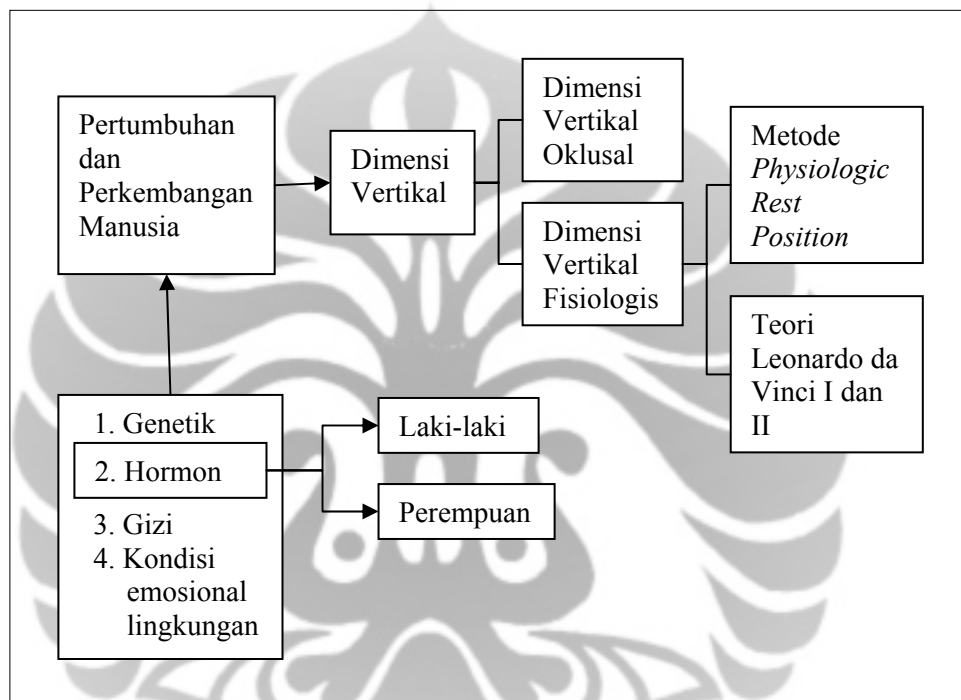 Pertumbuhan
dan
Perkembangan
Manusia
Dimensi
Vertikal
Dimensi
Vertikal
Oklusal
Dimensi
Vertikal
Fisiologis
Metode
Physiologic
Rest
Position
Teori
Leonardo da
Vinci I dan
II
1. Genetik
2. Hormon
3. Gizi
4. Kondisi
emosional
lingkungan
Laki-laki
Perempuan